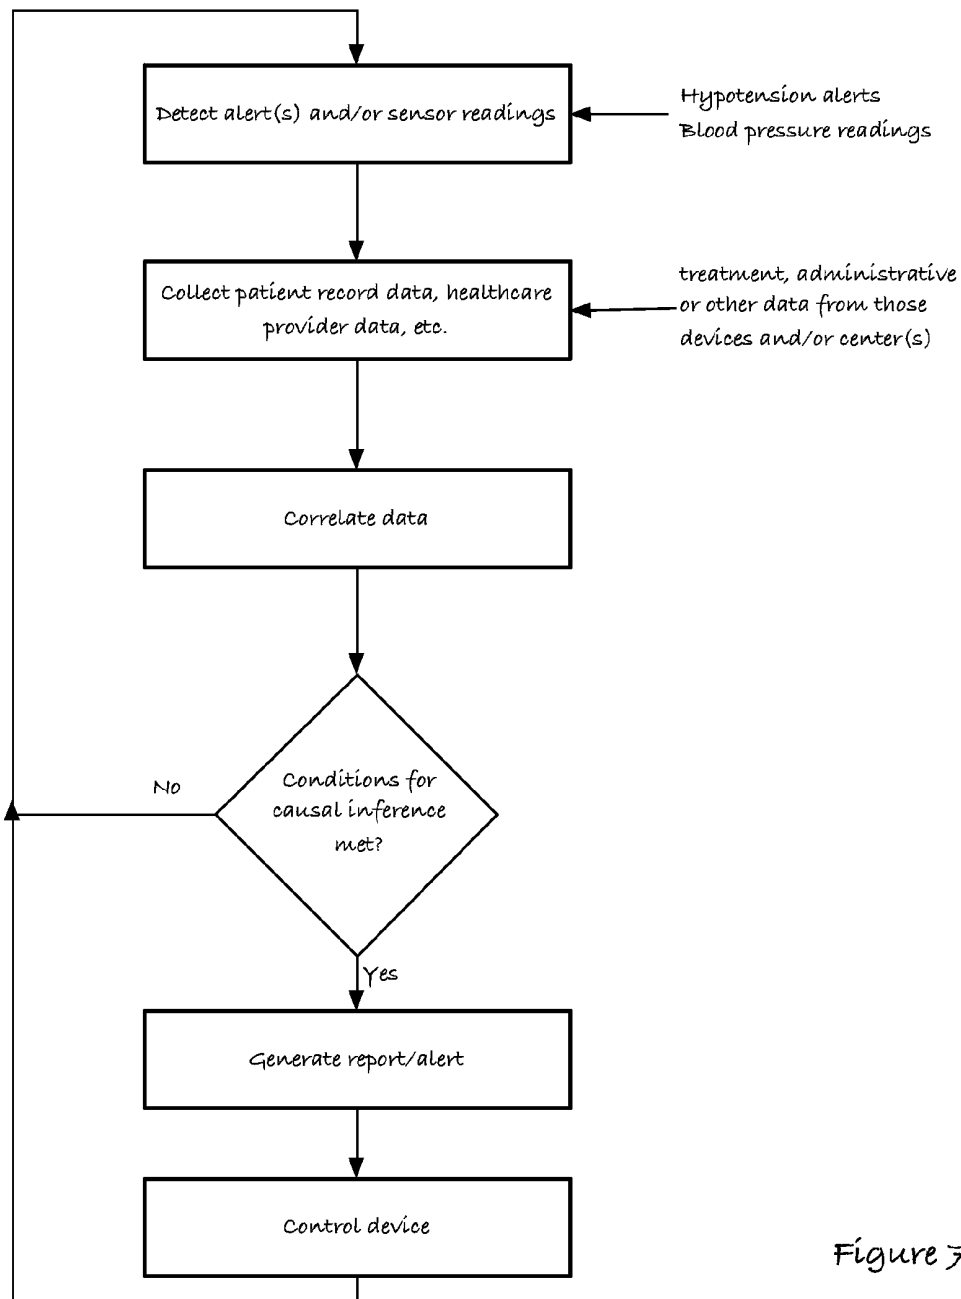 Detect alert(s) and/or sensor readings
Hypotension alerts
Blood pressure readings
Collect patient record data, healthcare
provider data, etc.
treatment, administrative
or other data from those
devices and/or center(s)
Correlate data
Conditions for
causal inference
met?
No
Yes
Generate report/alert
Control device
Figure